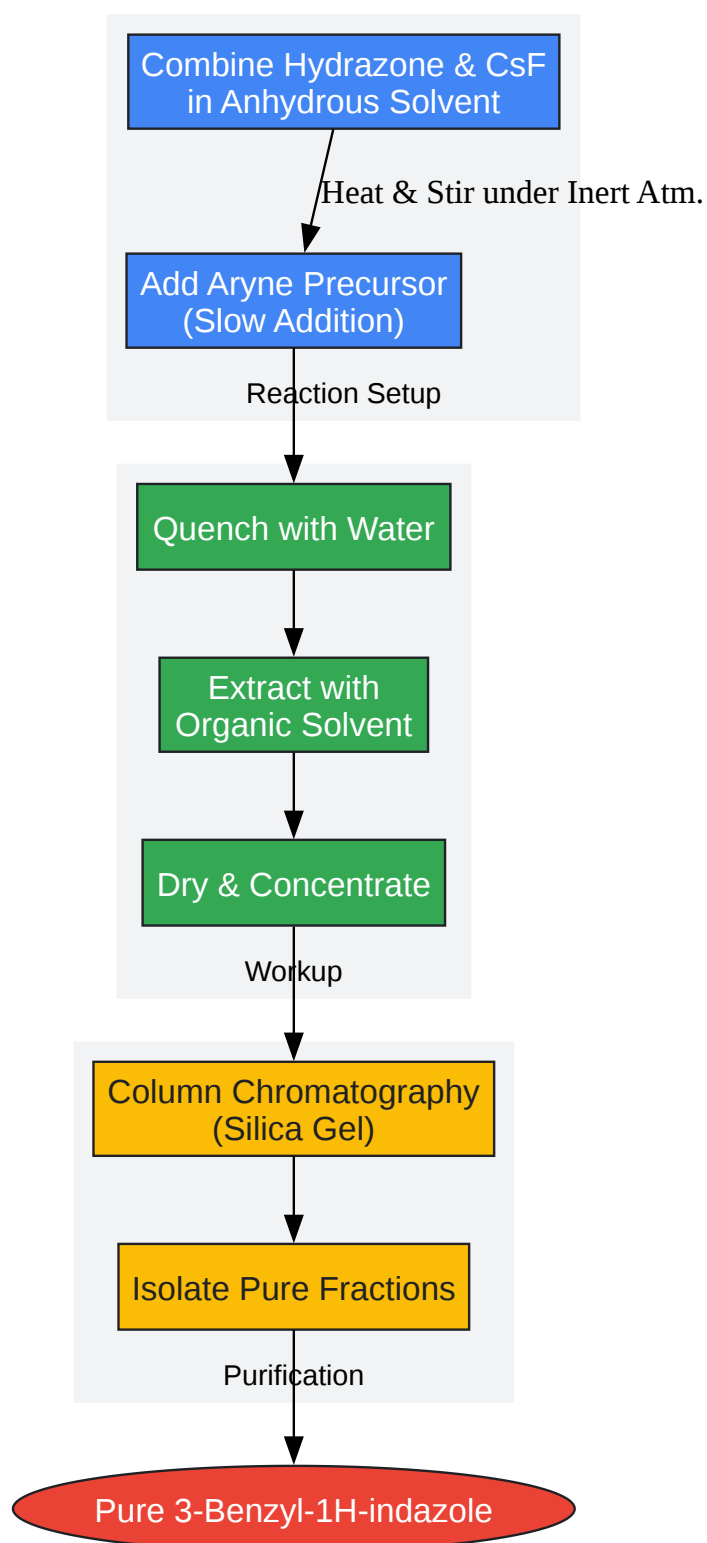 Combine Hydrazone & CsF
in Anhydrous Solvent
Heat & Stir under Inert Atm.
Add Aryne Precursor
(Slow Addition)
Reaction Setup
Quench with Water
Extract with
Organic Solvent
Dry & Concentrate
Workup
Column Chromatography
(Silica Gel)
Isolate Pure Fractions
Purification
Pure 3-Benzyl-1H-indazole